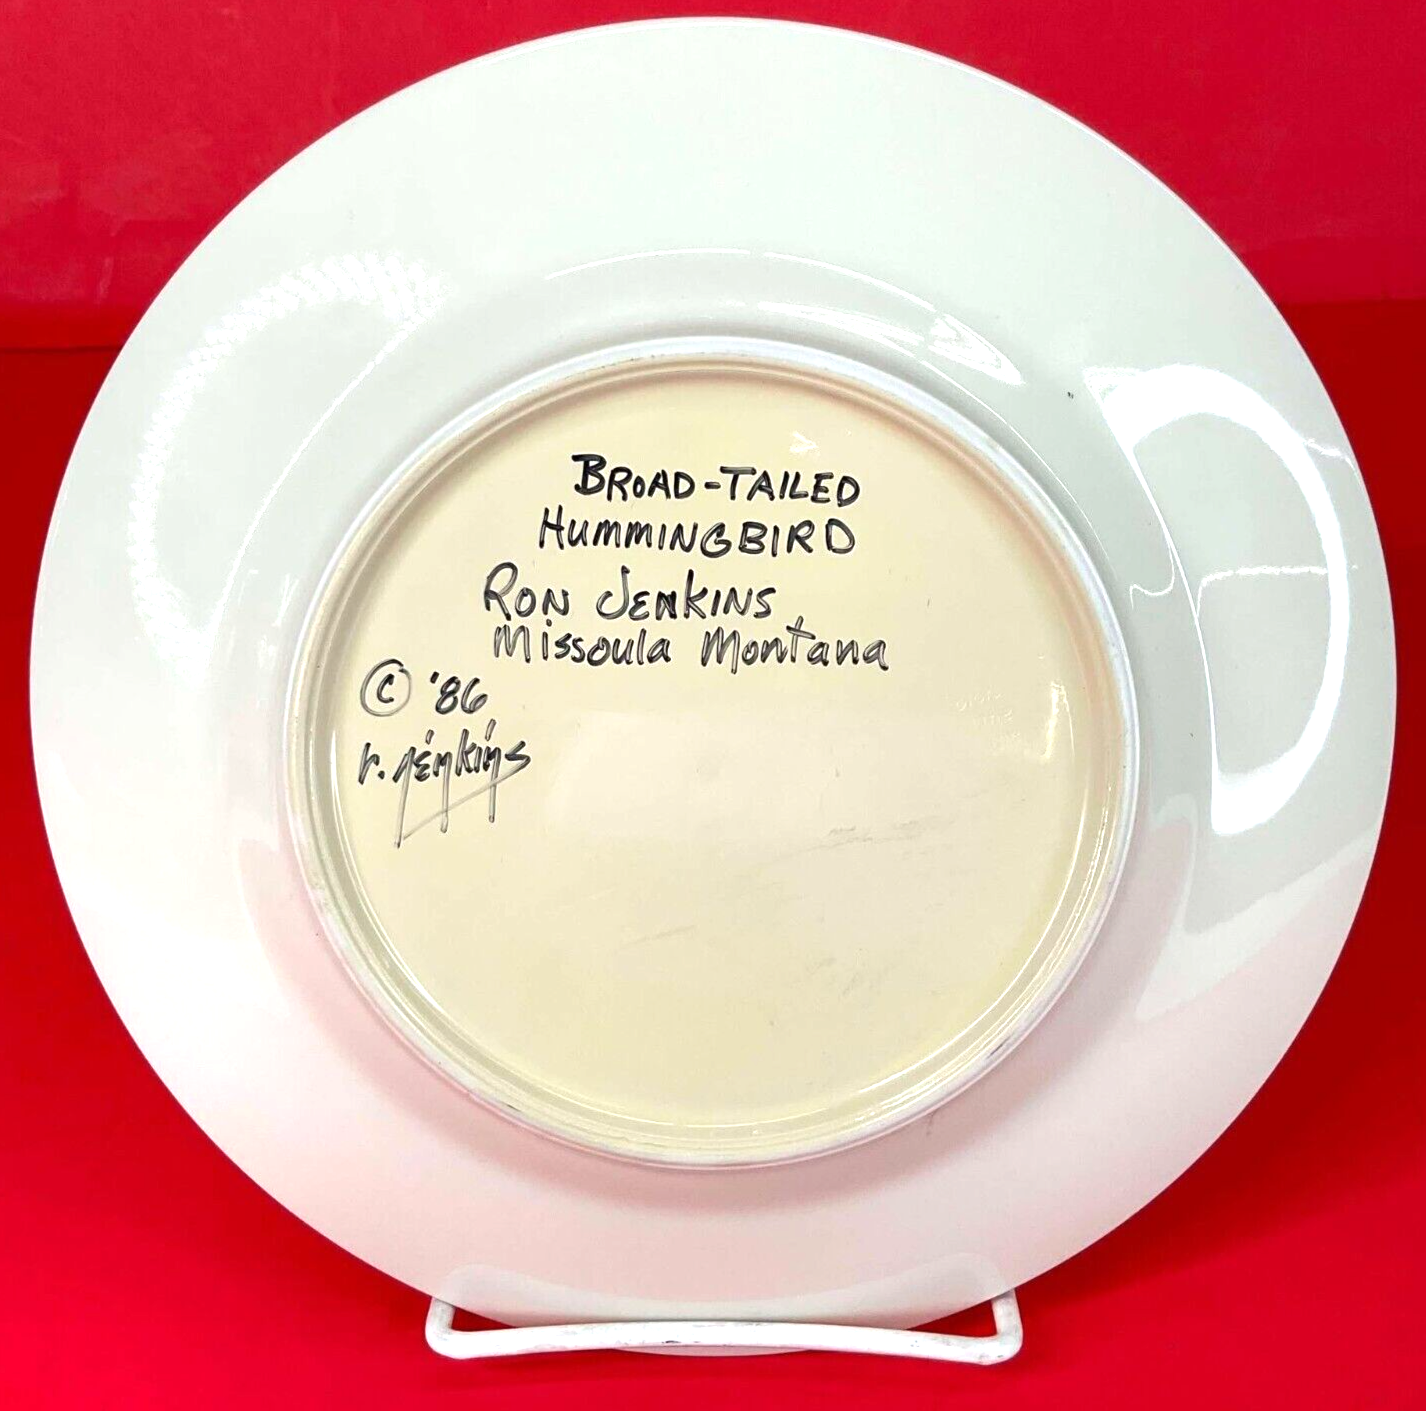 BROAD-TAILED
HUMMINGBIRD
RON JENKINS
Missoula Montana
© '86
r. jenkins